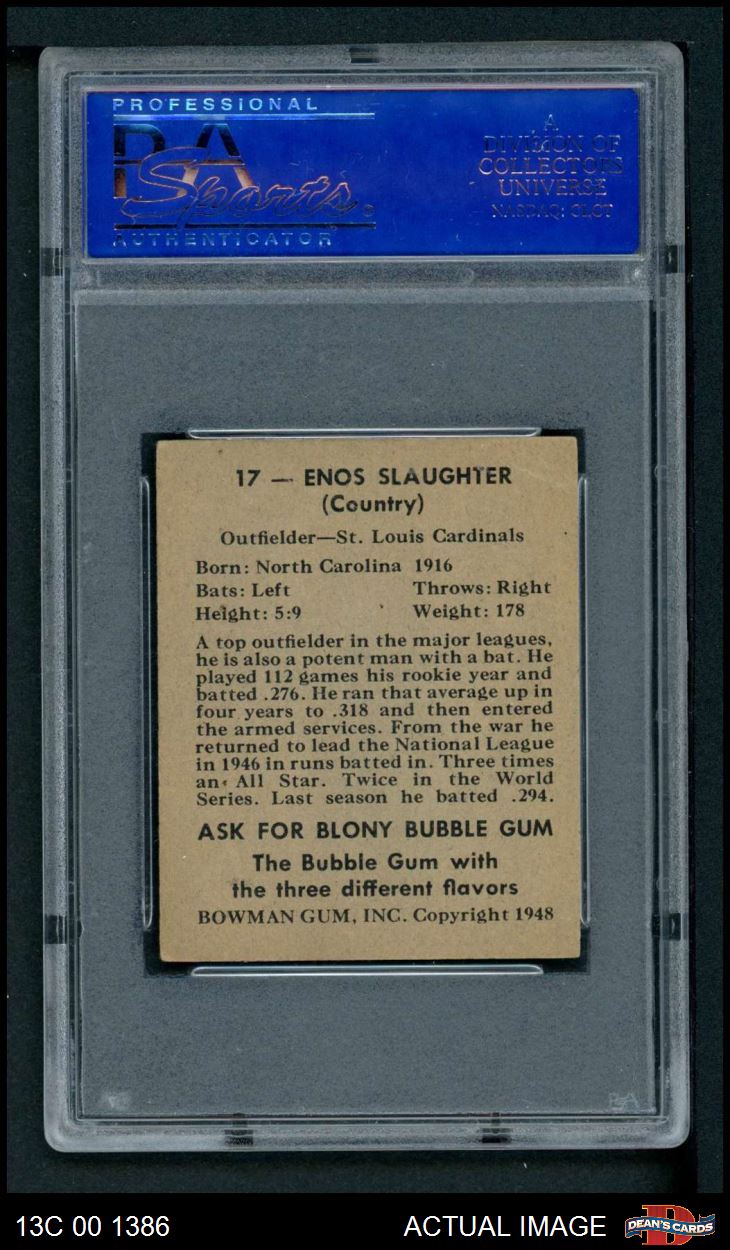 PROFESSIONAL
PSA
Sports
AUTHENTICATOR
A
DIVISION OF
COLLECTORS
UNIVERSE
NASDAQ: CLCT
17 — ENOS SLAUGHTER
(Country)
Outfielder—St. Louis Cardinals
Born: North Carolina 1916
Bats: Left Throws: Right
Height: 5:9 Weight: 178
A top outfielder in the major leagues,
he is also a potent man with a bat. He
played 112 games his rookie year and
batted .276. He ran that average up in
four years to .318 and then entered
the armed services. From the war he
returned to lead the National League
in 1946 in runs batted in. Three times
an All Star. Twice in the World
Series. Last season he batted .294.
ASK FOR BLONY BUBBLE GUM
The Bubble Gum with
the three different flavors
BOWMAN GUM, INC. Copyright 1948
PSA
13C 00 1386
ACTUAL IMAGE
DEAN'S CARDS